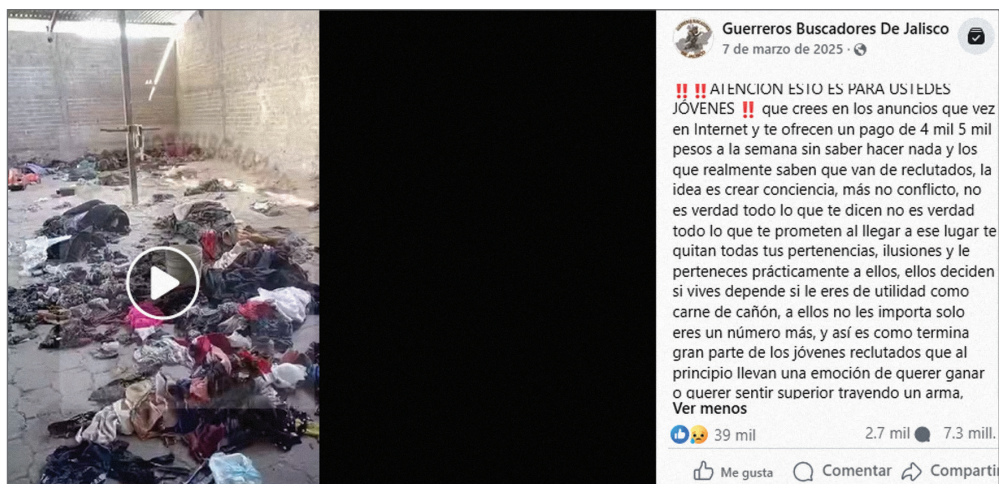 Guerreros Buscadores De Jalisco
7 de marzo de 2025 ·
‼️ ‼️ ATENCIÓN ESTO ES PARA USTEDES
JÓVENES ‼️ que crees en los anuncios que vez
en Internet y te ofrecen un pago de 4 mil 5 mil
pesos a la semana sin saber hacer nada y los
que realmente saben que van de reclutados, la
idea es crear conciencia, más no conflicto, no
es verdad todo lo que te dicen no es verdad
todo lo que te prometen al llegar a ese lugar te
quitan todas tus pertenencias, ilusiones y le
perteneces prácticamente a ellos, ellos deciden
si vives depende si le eres de utilidad como
carne de cañón, a ellos no les importa solo
eres un número más, y así es como termina
gran parte de los jóvenes reclutados que al
principio llevan una emoción de querer ganar
o querer sentir superior trayendo un arma,
Ver menos
39 mil 2.7 mil 7.3 mill.
Me gusta Comentar